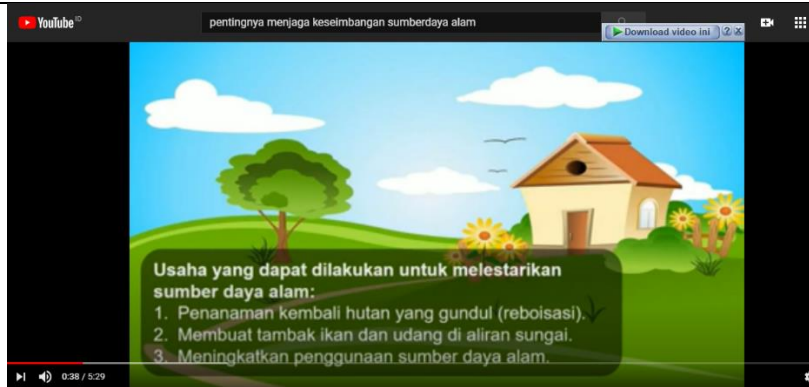 YouTube ID
pentingnya menjaga keseimbangan sumberdaya alam
Download video ini ? X
Usaha yang dapat dilakukan untuk melestarikan
sumber daya alam:
1. Penanaman kembali hutan yang gundul (reboisasi).
2. Membuat tambak ikan dan udang di aliran sungai.
3. Meningkatkan penggunaan sumber daya alam.
0:38 / 5:29